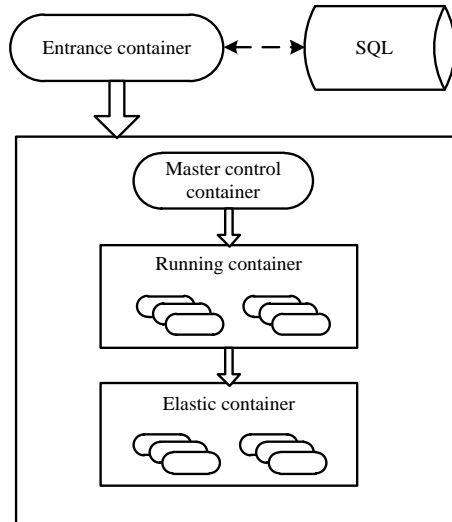 Entrance container
SQL
Master control
container
Running container
Elastic container